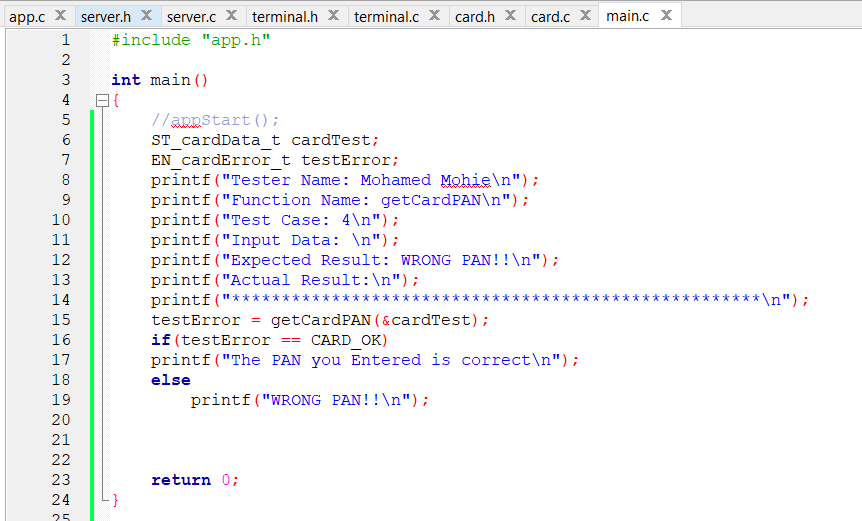 app.c X server.h X server.c X terminal.h X terminal.c X card.h X card.c X main.c X
1 #include "app.h"
2
3 int main()
4 {
5 //appStart();
6 ST_cardData_t cardTest;
7 EN_cardError_t testError;
8 printf("Tester Name: Mohamed Mohie\n");
9 printf("Function Name: getCardPAN\n");
10 printf("Test Case: 4\n");
11 printf("Input Data: \n");
12 printf("Expected Result: WRONG PAN!!\n");
13 printf("Actual Result:\n");
14 printf("*****************************************************\n");
15 testError = getCardPAN(&cardTest);
16 if(testError == CARD_OK)
17 printf("The PAN you Entered is correct\n");
18 else
19 printf("WRONG PAN!!\n");
20
21
22
23 return 0;
24 }
25